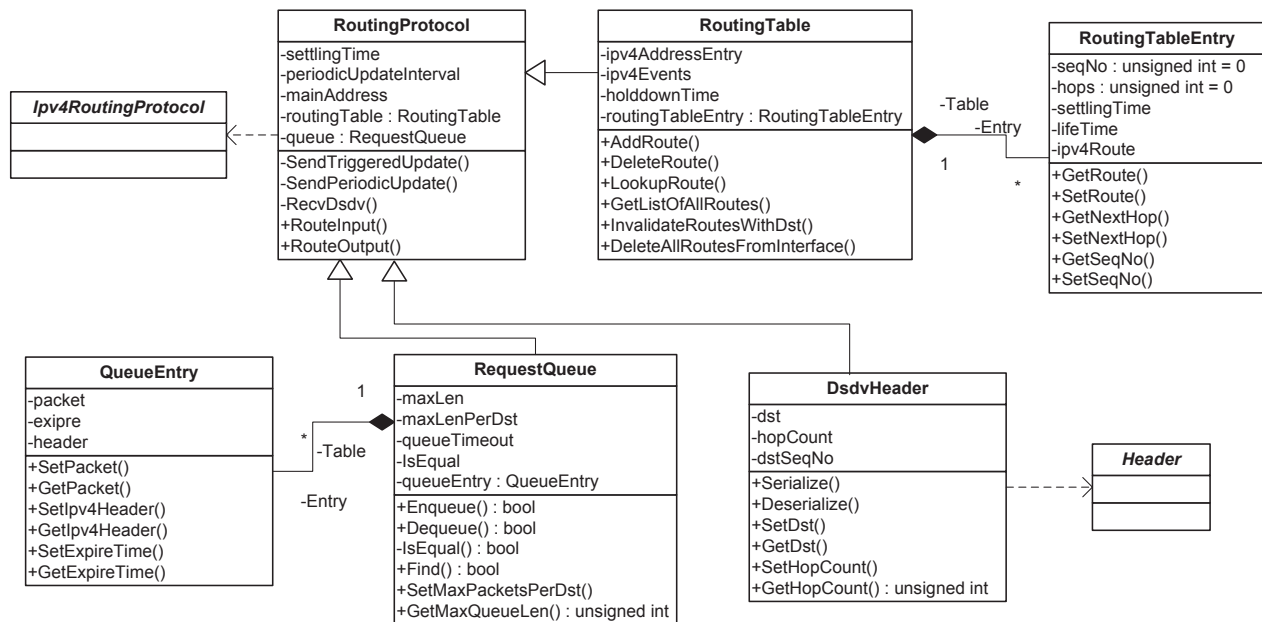 Ipv4RoutingProtocol
RoutingProtocol
-settlingTime
-periodicUpdateInterval
-mainAddress
-routingTable : RoutingTable
-queue : RequestQueue
-SendTriggeredUpdate()
-SendPeriodicUpdate()
-RecvDsdv()
+RouteInput()
+RouteOutput()
RoutingTable
-ipv4AddressEntry
-ipv4Events
-holddownTime
-routingTableEntry : RoutingTableEntry
+AddRoute()
+DeleteRoute()
+LookupRoute()
+GetListOfAllRoutes()
+InvalidateRoutesWithDst()
+DeleteAllRoutesFromInterface()
-Table
-Entry
1
*
RoutingTableEntry
-seqNo : unsigned int = 0
-hops : unsigned int = 0
-settlingTime
-lifeTime
-ipv4Route
+GetRoute()
+SetRoute()
+GetNextHop()
+SetNextHop()
+GetSeqNo()
+SetSeqNo()
QueueEntry
-packet
-exipre
-header
+SetPacket()
+GetPacket()
+SetIpv4Header()
+GetIpv4Header()
+SetExpireTime()
+GetExpireTime()
1
*
-Table
-Entry
RequestQueue
-maxLen
-maxLenPerDst
-queueTimeout
-IsEqual
-queueEntry : QueueEntry
+Enqueue() : bool
+Dequeue() : bool
-IsEqual() : bool
+Find() : bool
+SetMaxPacketsPerDst()
+GetMaxQueueLen() : unsigned int
DsdvHeader
-dst
-hopCount
-dstSeqNo
+Serialize()
+Deserialize()
+SetDst()
+GetDst()
+SetHopCount()
+GetHopCount() : unsigned int
Header